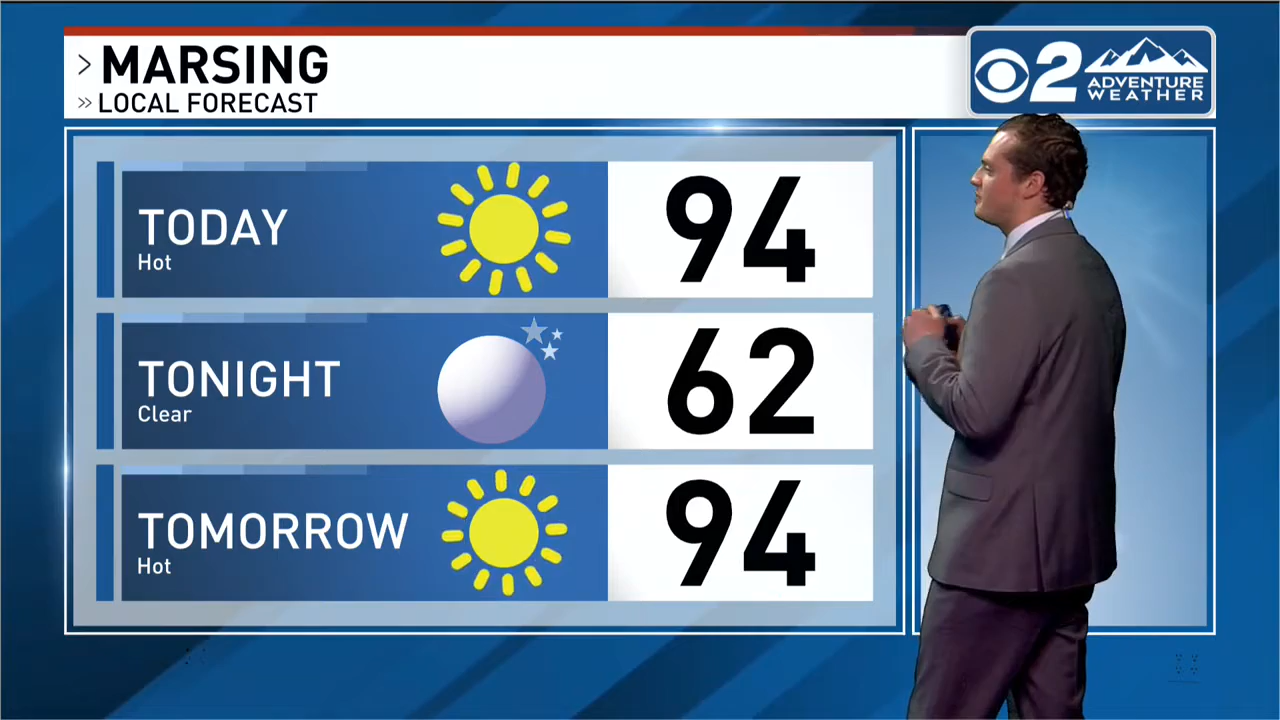 > MARSING
» LOCAL FORECAST
2 ADVENTURE
WEATHER
TODAY
Hot
94
TONIGHT
Clear
62
TOMORROW
Hot
94